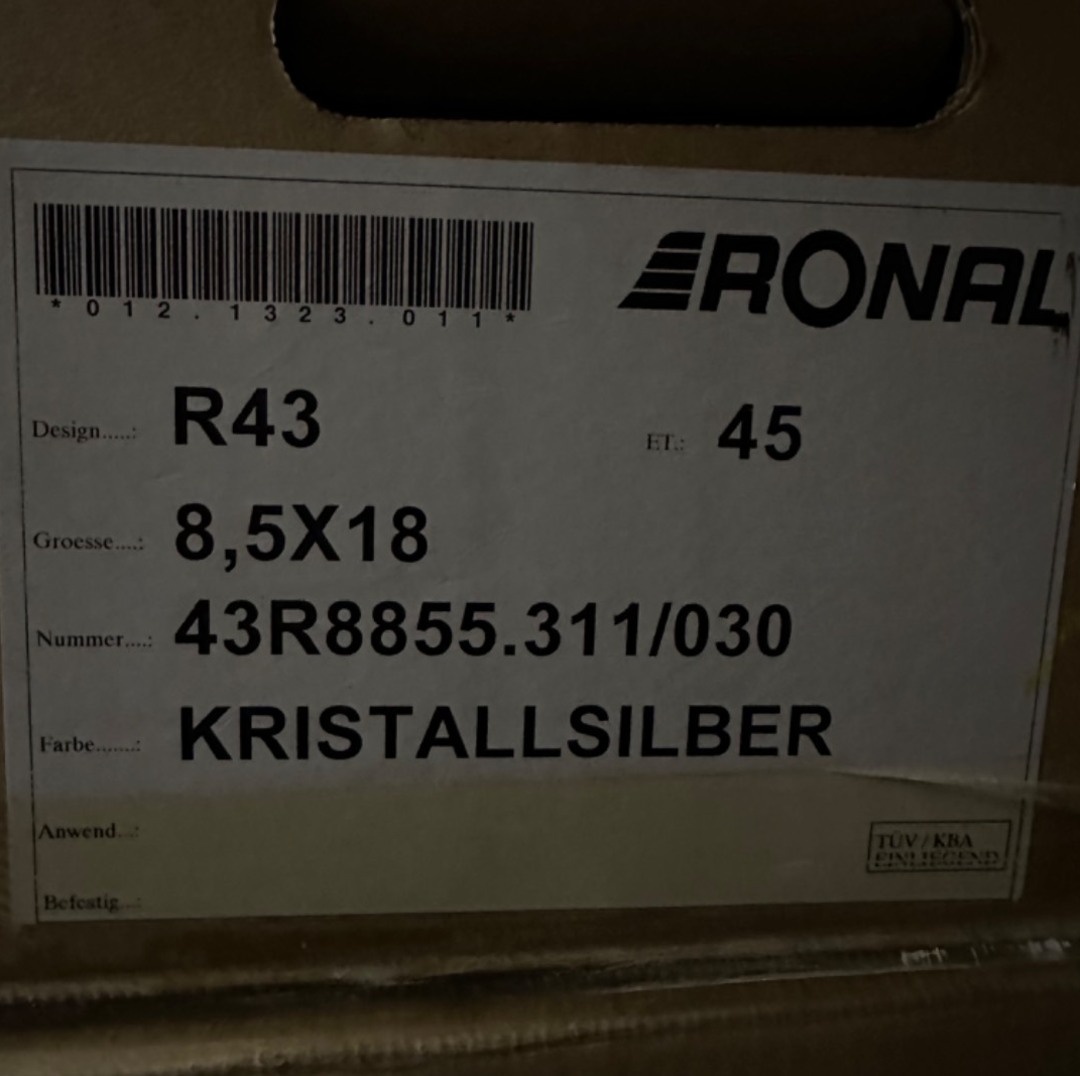 *012.1323.011*
RONAL
Design.....: R43 ET.: 45
Groesse....: 8,5X18
Nummer....: 43R8855.311/030
Farbe.......: KRISTALLSILBER
Anwend...:
TÜV / KBA
EINLIEGEND
Befestig...: